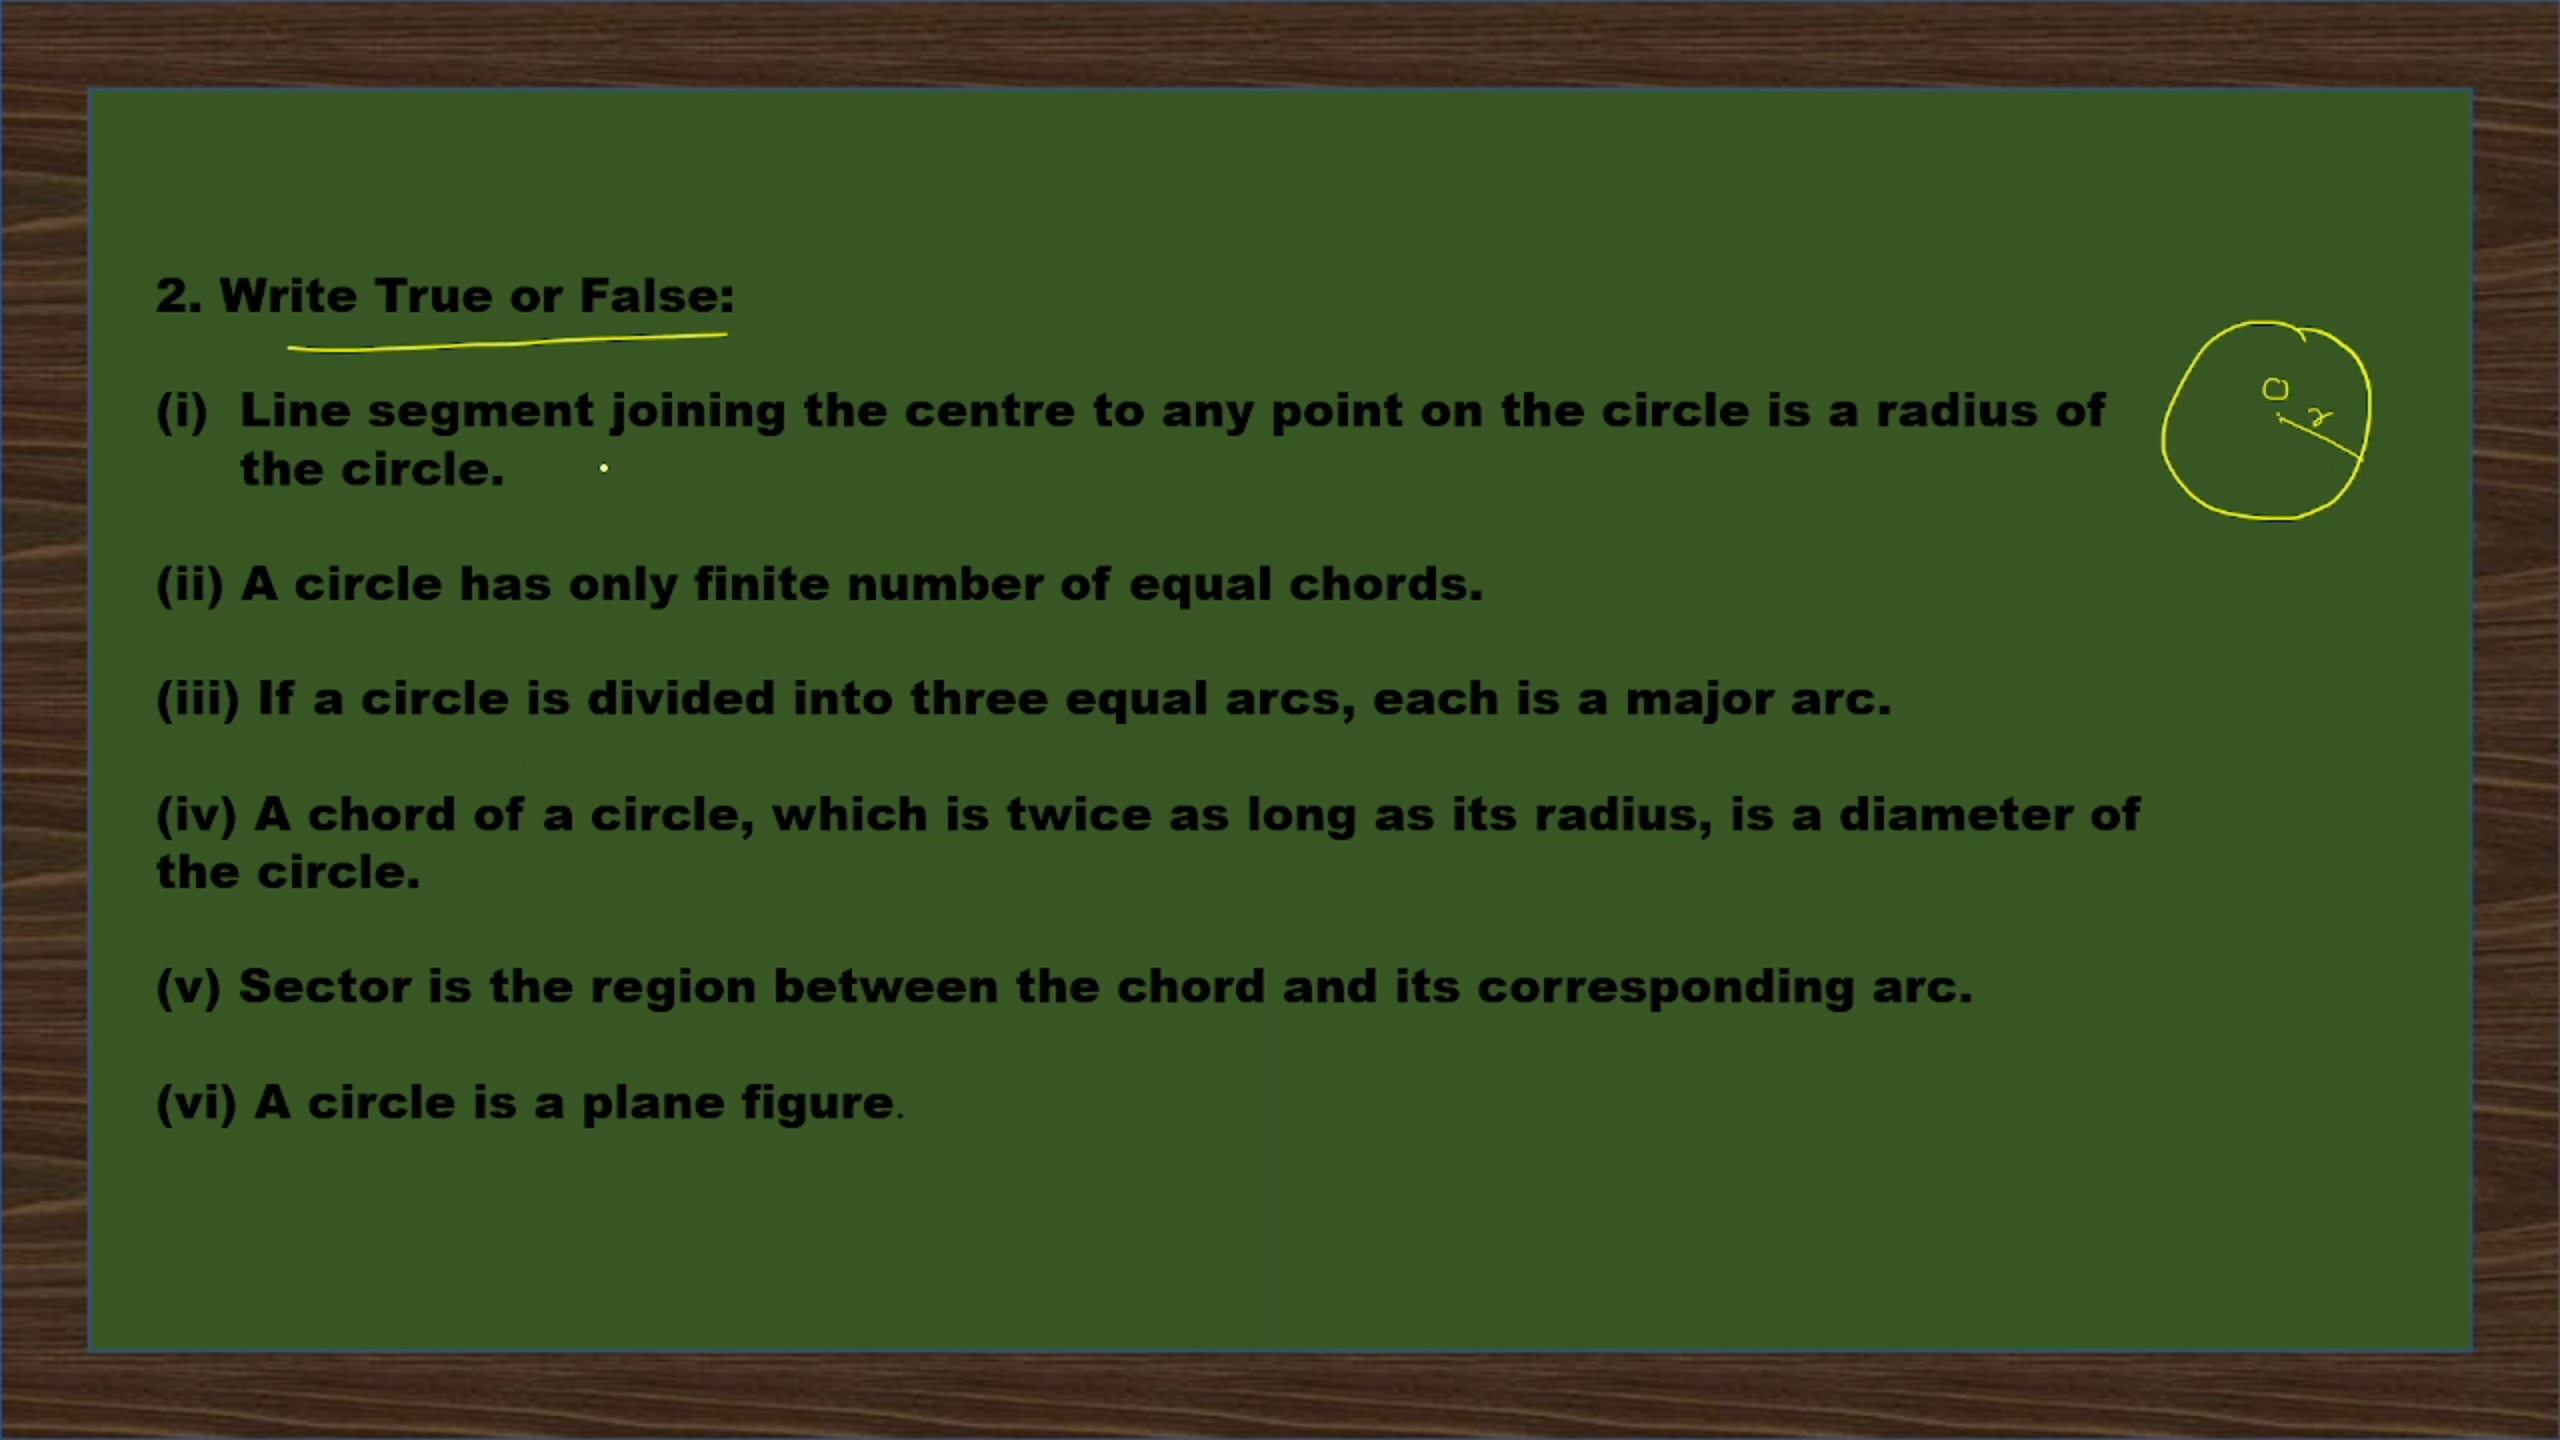 2. Write True or False:
(i) Line segment joining the centre to any point on the circle is a radius of
the circle.
O
r
(ii) A circle has only finite number of equal chords.
(iii) If a circle is divided into three equal arcs, each is a major arc.
(iv) A chord of a circle, which is twice as long as its radius, is a diameter of
the circle.
(v) Sector is the region between the chord and its corresponding arc.
(vi) A circle is a plane figure.